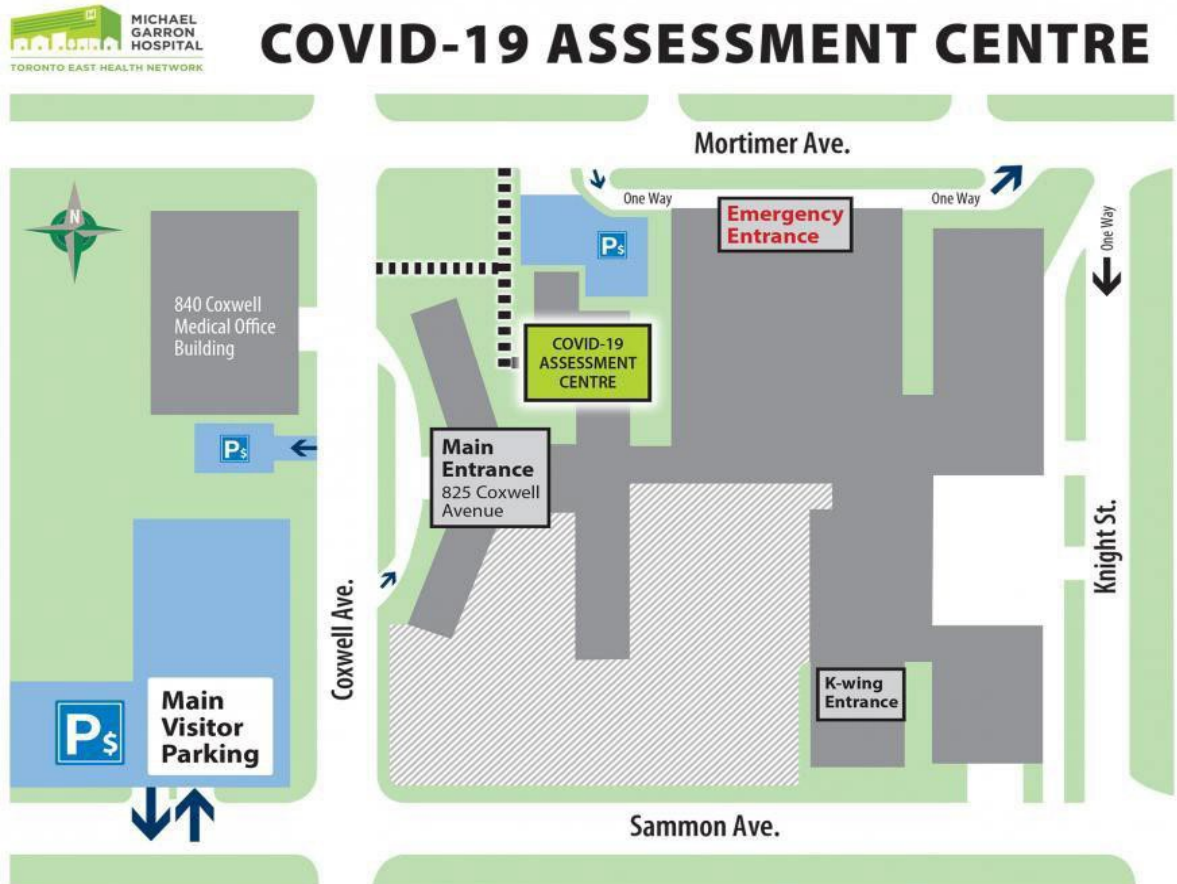 MICHAEL
GARRON
HOSPITAL
TORONTO EAST HEALTH NETWORK
COVID-19 ASSESSMENT CENTRE
Mortimer Ave.
N
One Way
One Way
One Way
Emergency
Entrance
P$
840 Coxwell
Medical Office
Building
COVID-19
ASSESSMENT
CENTRE
P$
Main
Entrance
825 Coxwell
Avenue
Coxwell Ave.
Knight St.
K-wing
Entrance
P$
Main
Visitor
Parking
Sammon Ave.
H